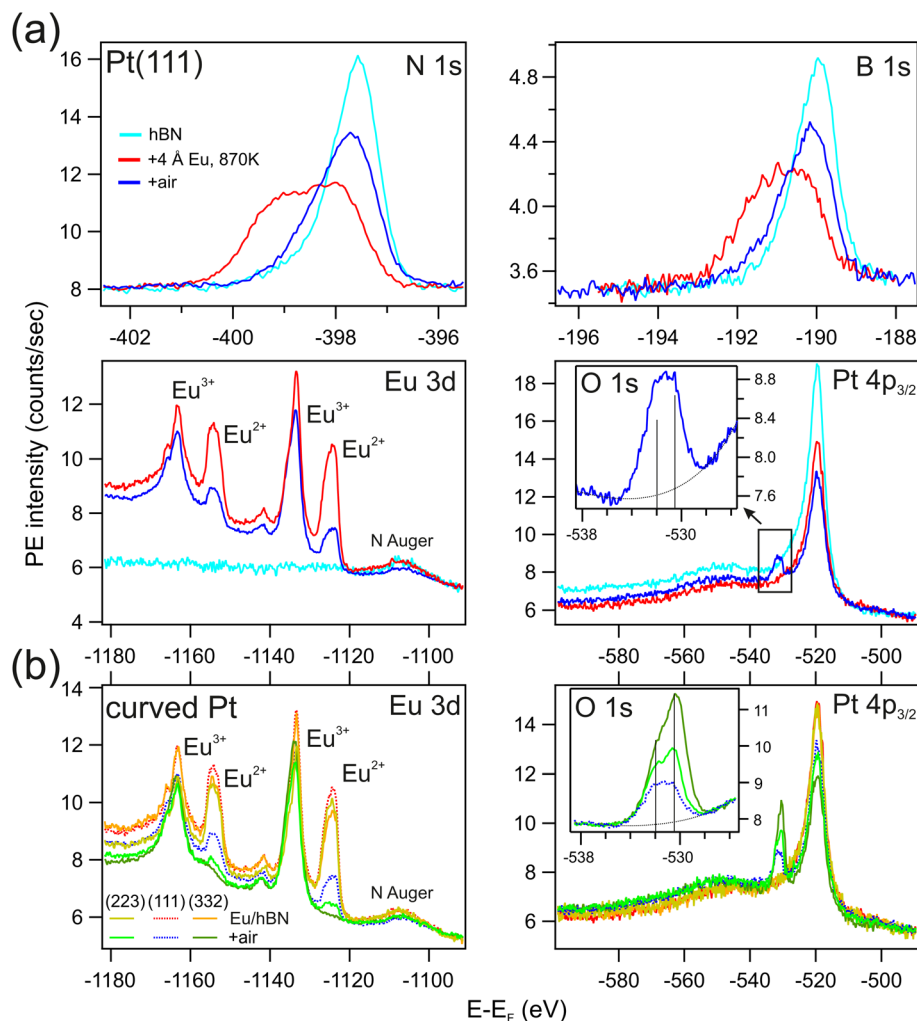 (a)
Pt(111)
N 1s
hBN
+4 Å Eu, 870K
+air
16
14
12
10
8
-402
-400
-398
-396
B 1s
4.8
4.4
4.0
3.6
-196
-194
-192
-190
-188
PE intensity (counts/sec)
Eu 3d
Eu³⁺
Eu²⁺
Eu³⁺
Eu²⁺
N Auger
12
10
8
6
4
-1180
-1160
-1140
-1120
-1100
Pt 4p₃/₂
18
16
14
12
10
8
6
O 1s
8.8
8.5
8.2
7.9
7.6
-538
-530
-580
-560
-540
-520
-500
(b)
curved Pt
Eu 3d
Eu³⁺
Eu²⁺
Eu³⁺
Eu²⁺
N Auger
(223) (111) (332)
Eu/hBN
+air
14
12
10
8
6
-1180
-1160
-1140
-1120
-1100
Pt 4p₃/₂
14
12
10
8
6
O 1s
11
10
9
8
-538
-530
-580
-560
-540
-520
-500
E-E_F (eV)